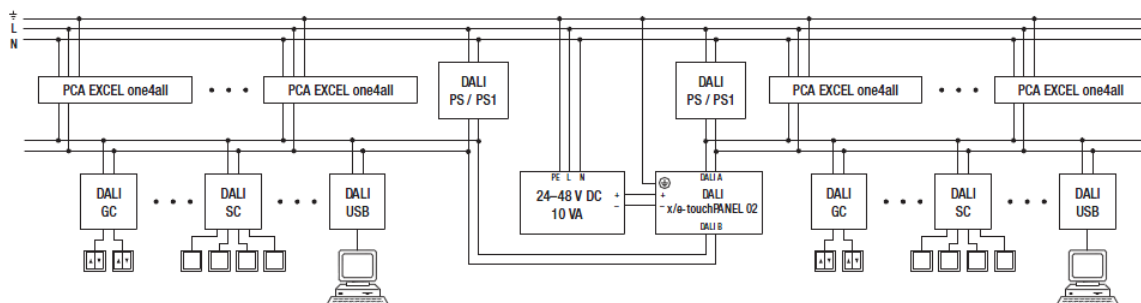 L
N
PCA EXCEL one4all
PCA EXCEL one4all
DALI
PS / PS1
DALI
PS / PS1
PCA EXCEL one4all
PCA EXCEL one4all
DALI
GC
DALI
SC
DALI
USB
PE L N
24–48 V DC
10 VA
+
–
DALI A
+
–
DALI
x/e-touchPANEL 02
DALI B
DALI
GC
DALI
SC
DALI
USB